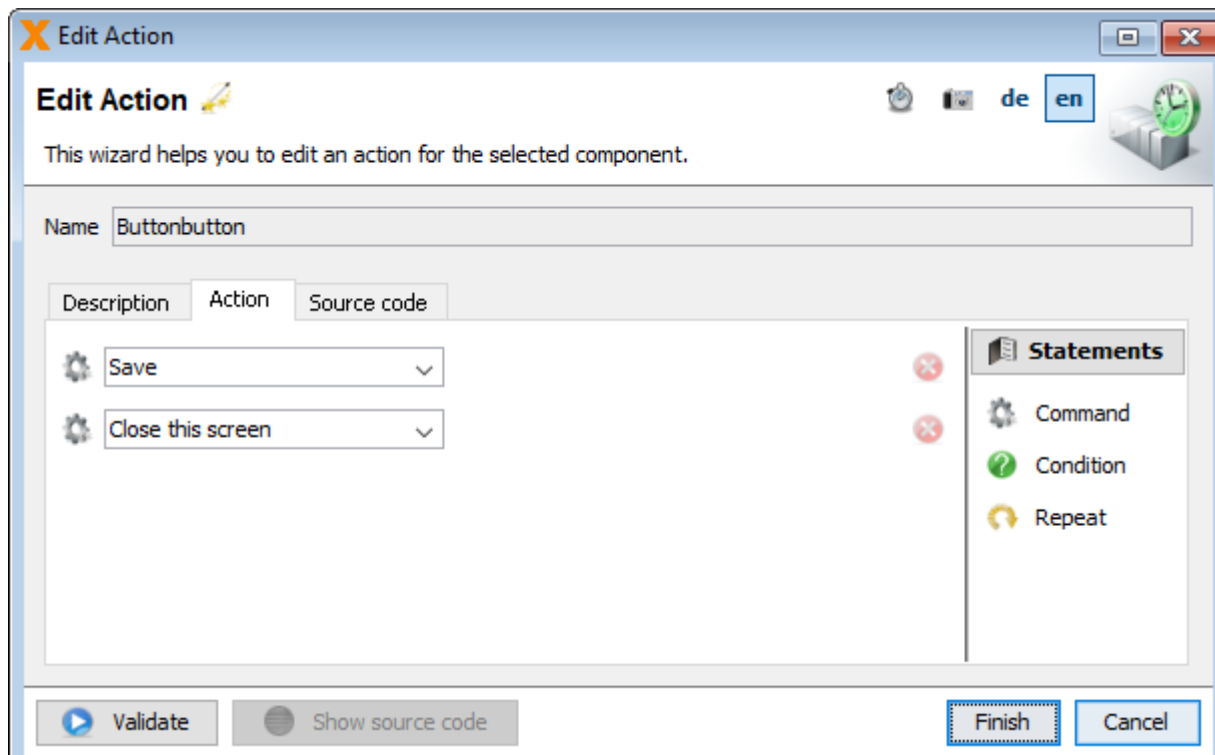 Edit Action
Edit Action de en
This wizard helps you to edit an action for the selected component.
Name Buttonbutton
Description Action Source code
Save
Close this screen
Statements
Command
Condition
Repeat
Validate Show source code Finish Cancel